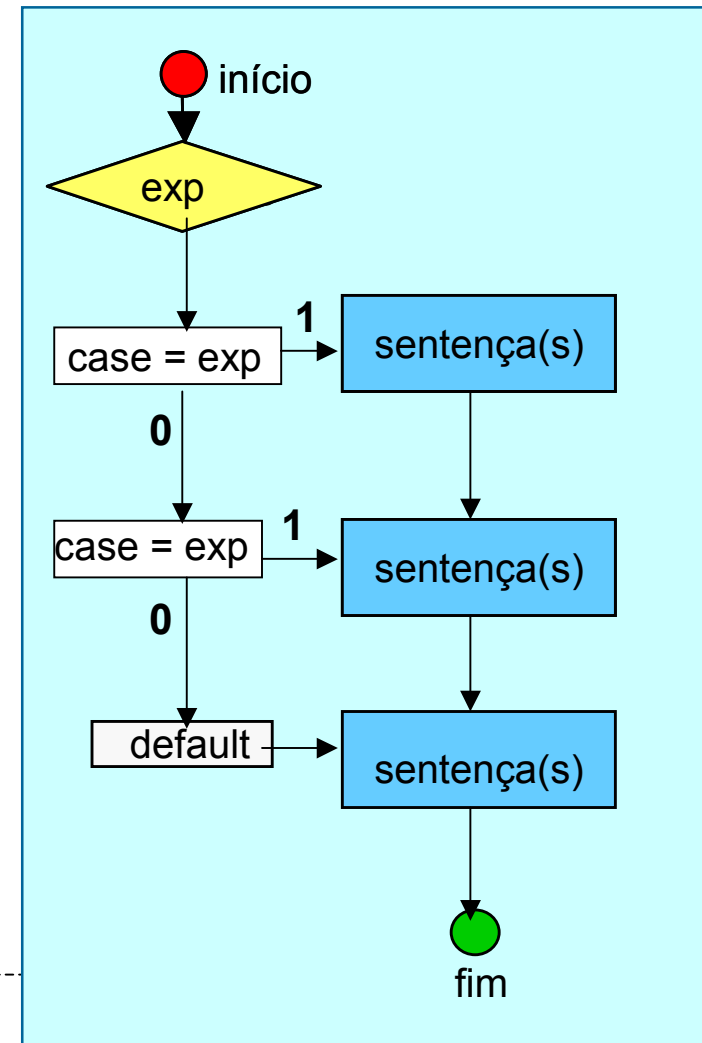 início
exp
1
case = exp
sentença(s)
0
1
case = exp
sentença(s)
0
default
sentença(s)
fim